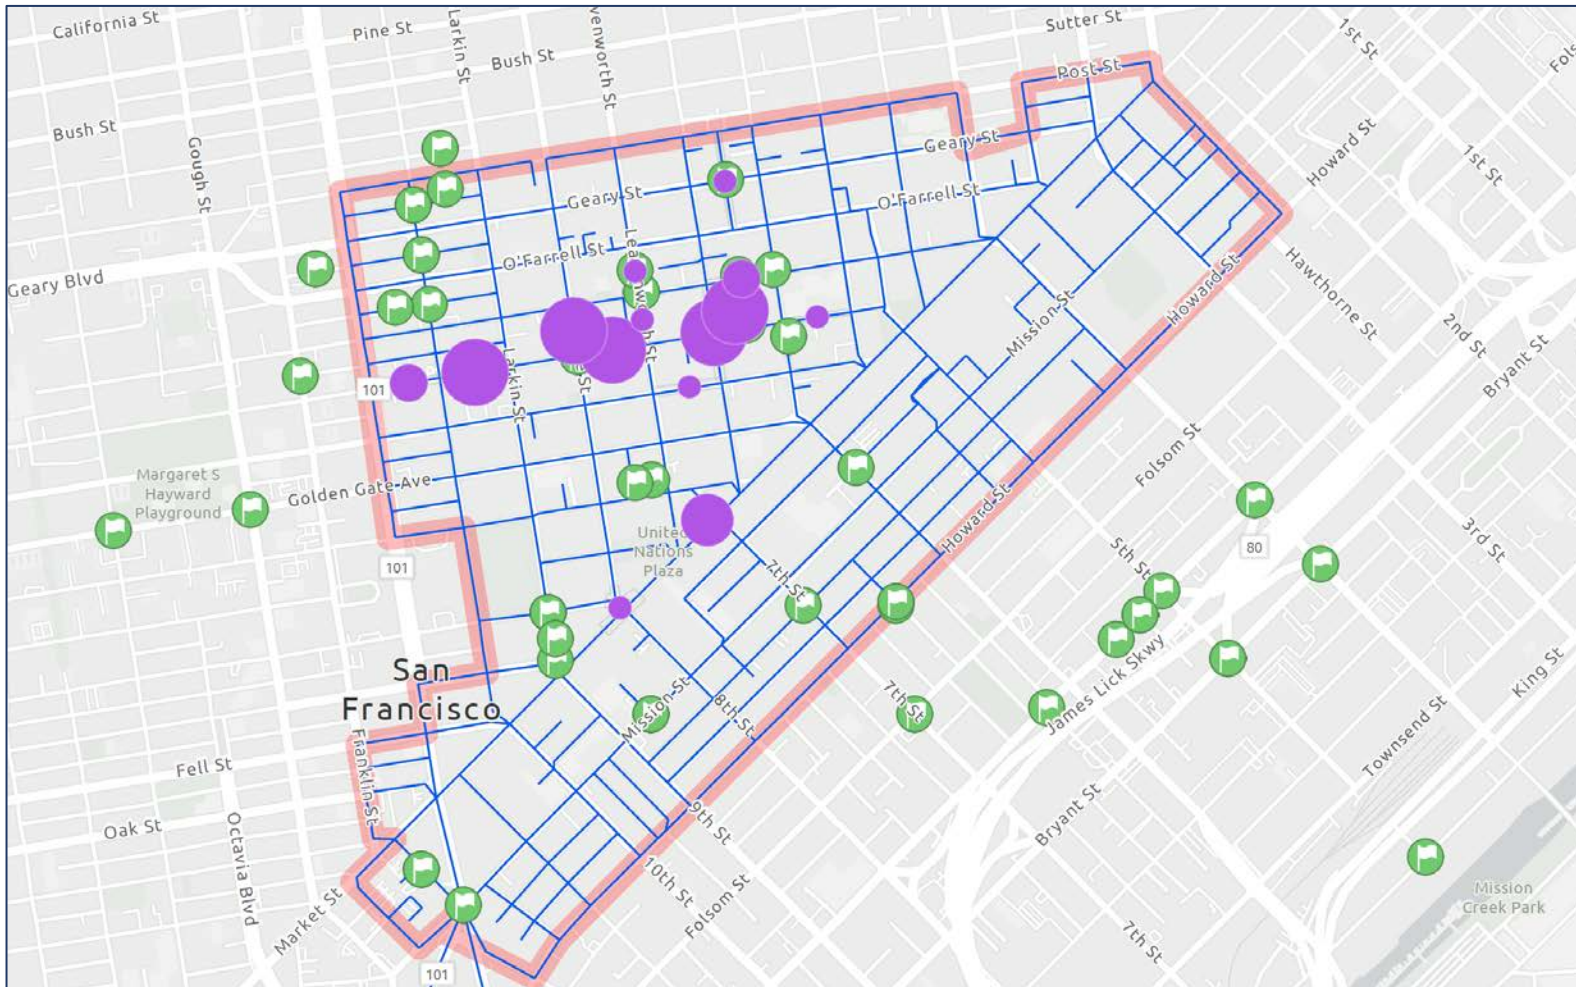 California St
Pine St
Larkin St
Bush St
Sutter St
1st St
Post St
Bush St
Gough St
Howard St
1st St
Geary St
Geary St
O'Farrell St
O'Farrell St
Geary Blvd
Hawthorne St
Howard St
Mission St
2nd St
Bryant St
101
Larkin St
Folsom St
Margaret S
Hayward
Playground
Golden Gate Ave
Howard St
3rd St
United
Nations
Plaza
5th St
80
101
7th St
San
Francisco
7th St
James Lick Skwy
King St
Mission St
8th St
Townsend St
Fell St
Franklin St
Oak St
Octavia Blvd
9th St
Bryant St
10th St
Folsom St
Market St
7th St
Mission
Creek Park
101